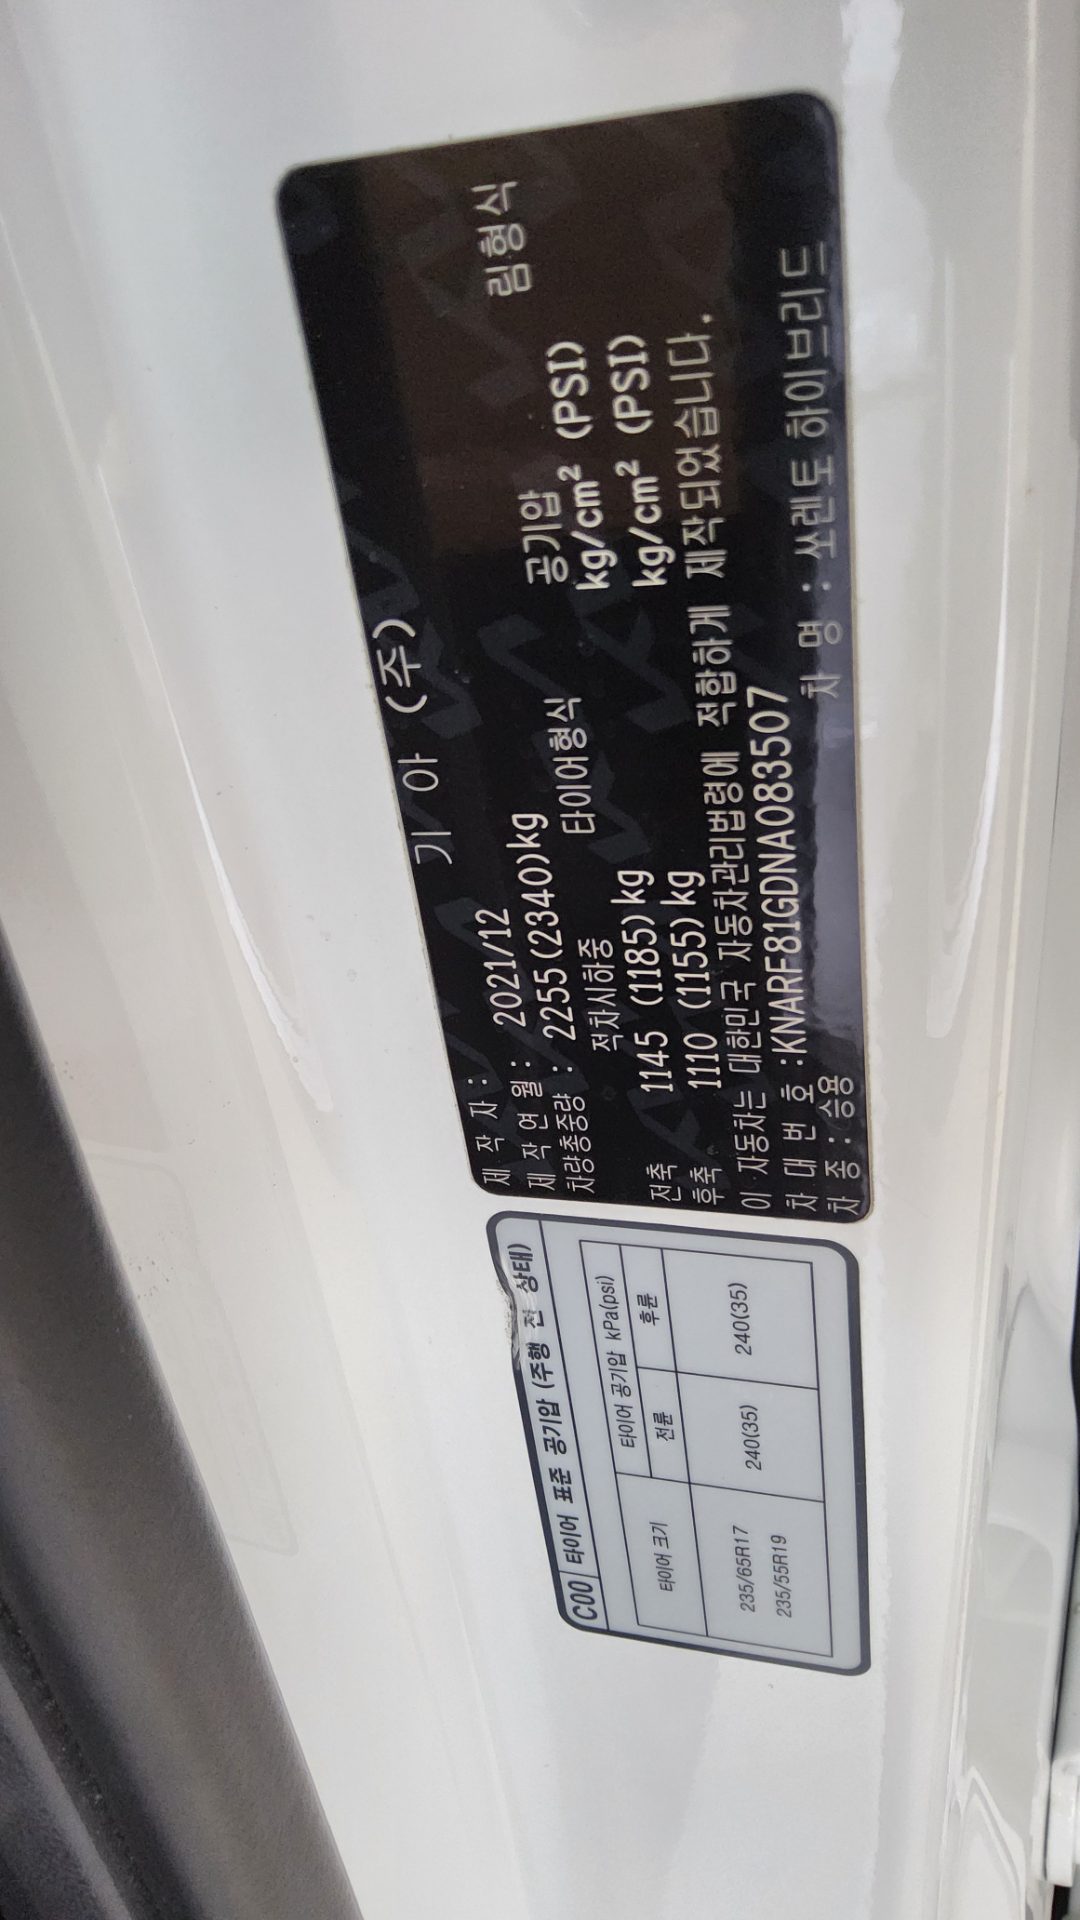 기 아 (주)
제 작 자 :
제 작 연 월 : 2021/12
차량총중량 : 2255(2340)kg
적차시하중 타이어형식 공기압 림형식
전축 1145 (1185)kg kg/cm² (PSI)
후축 1110 (1155)kg kg/cm² (PSI)
이 자동차는 대한민국 자동차관리법령에 적합하게 제작되었습니다.
차 대 번 호 :KNARF81GDNA083507
차 종 : 승용 차 명 : 쏘렌토 하이브리드
C00 타이어 표준 공기압 (주행 전 상태)
타이어 크기 타이어 공기압 kPa(psi)
전륜 후륜
235/65R17 240(35) 240(35)
235/55R19